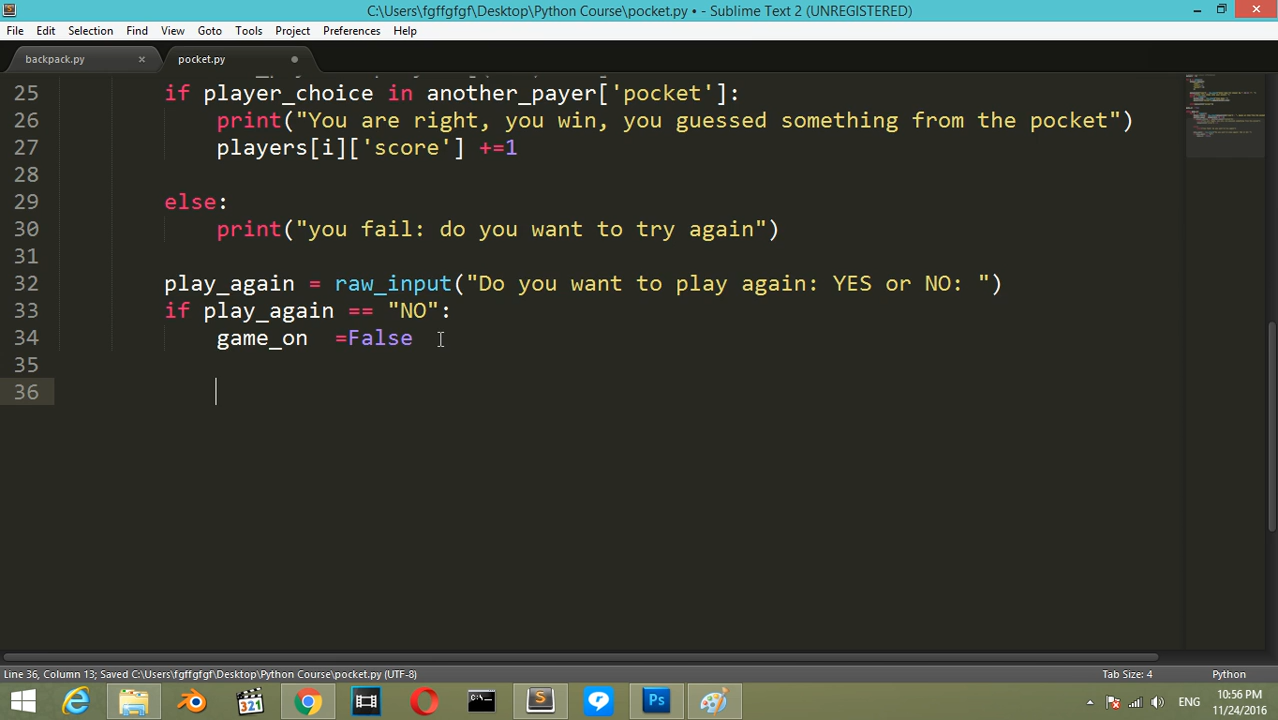 C:\Users\fgffgfgf\Desktop\Python Course\pocket.py • - Sublime Text 2 (UNREGISTERED)
File Edit Selection Find View Goto Tools Project Preferences Help
backpack.py × pocket.py
25 if player_choice in another_payer['pocket']:
26 print("You are right, you win, you guessed something from the pocket")
27 players[i]['score'] +=1
28
29 else:
30 print("you fail: do you want to try again")
31
32 play_again = raw_input("Do you want to play again: YES or NO: ")
33 if play_again == "NO":
34 game_on =False
35
36
Line 36, Column 13; Saved C:\Users\fgffgfgf\Desktop\Python Course\pocket.py (UTF-8) Tab Size: 4 Python
321 C:\ S Ps ENG 10:56 PM
11/24/2016